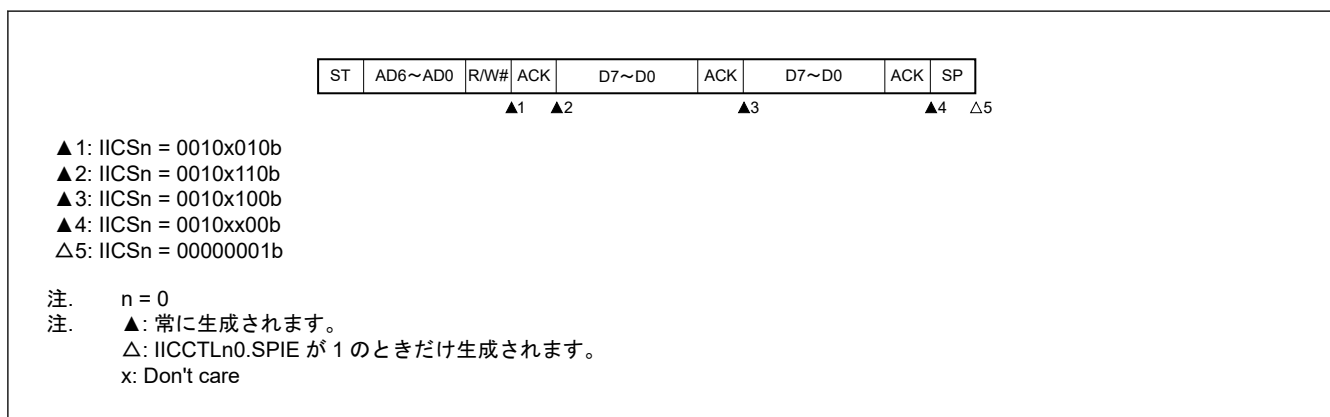 ST AD6~AD0 R/W# ACK D7~D0 ACK D7~D0 ACK SP
▲1 ▲2 ▲3 ▲4 △5
▲1: IICSn = 0010x010b
▲2: IICSn = 0010x110b
▲3: IICSn = 0010x100b
▲4: IICSn = 0010xx00b
△5: IICSn = 00000001b
注. n = 0
注. ▲: 常に生成されます。
△: IICCTLn0.SPIE が 1 のときだけ生成されます。
x: Don't care